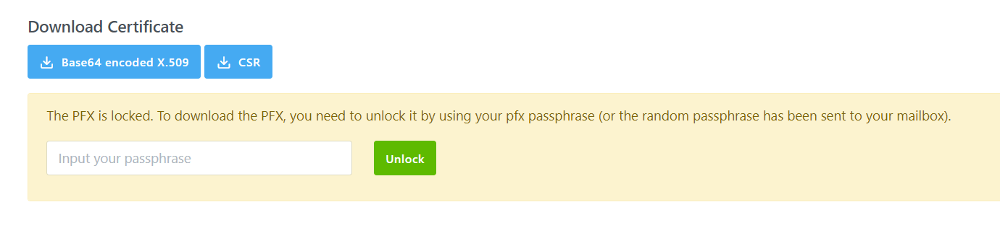 Download Certificate
Base64 encoded X.509
CSR
The PFX is locked. To download the PFX, you need to unlock it by using your pfx passphrase (or the random passphrase has been sent to your mailbox).
Input your passphrase
Unlock